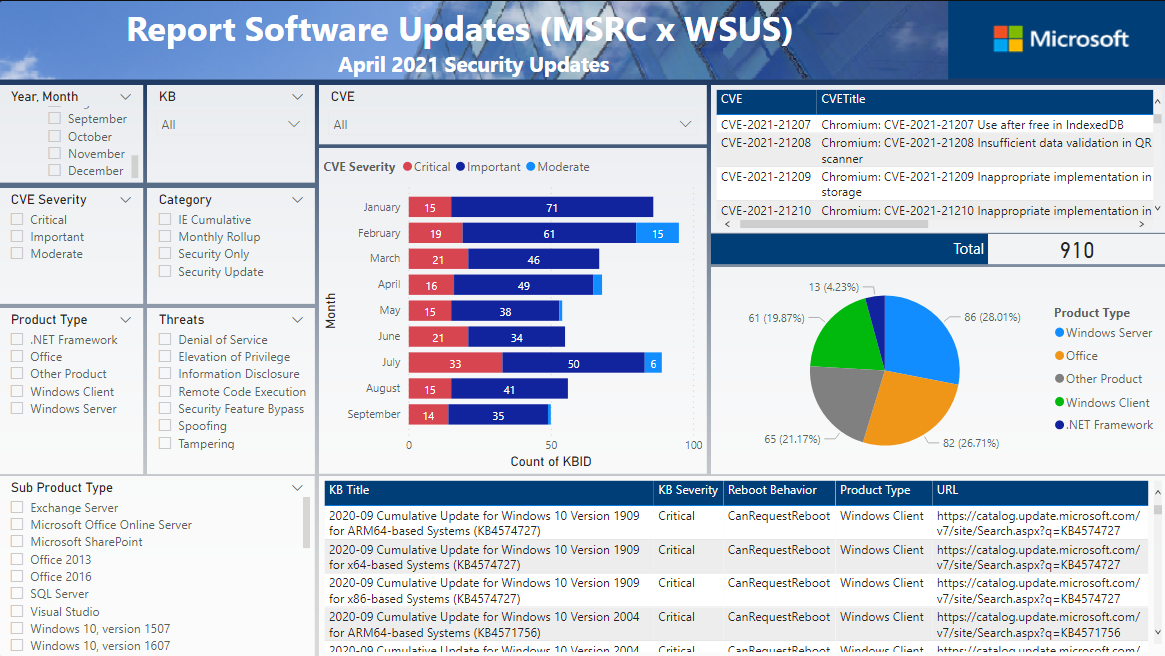 Report Software Updates (MSRC x WSUS)
April 2021 Security Updates
Microsoft
Year, Month
September
October
November
December
KB
All
CVE
All
CVE Severity
Critical
Important
Moderate
Category
IE Cumulative
Monthly Rollup
Security Only
Security Update
Product Type
.NET Framework
Office
Other Product
Windows Client
Windows Server
Threats
Denial of Service
Elevation of Privilege
Information Disclosure
Remote Code Execution
Security Feature Bypass
Spoofing
Tampering
Sub Product Type
Exchange Server
Microsoft Office Online Server
Microsoft SharePoint
Office 2013
Office 2016
SQL Server
Visual Studio
Windows 10, version 1507
Windows 10, version 1607
CVE Severity Critical Important Moderate
Month
January 15 71
February 19 61 15
March 21 46
April 16 49
May 15 38
June 21 34
July 33 50 6
August 15 41
September 14 35
0 50 100
Count of KBID
CVE CVETitle
CVE-2021-21207 Chromium: CVE-2021-21207 Use after free in IndexedDB
CVE-2021-21208 Chromium: CVE-2021-21208 Insufficient data validation in QR
scanner
CVE-2021-21209 Chromium: CVE-2021-21209 Inappropriate implementation in
storage
CVE-2021-21210 Chromium: CVE-2021-21210 Inappropriate implementation in
Total 910
13 (4.23%)
61 (19.87%)
86 (28.01%)
65 (21.17%)
82 (26.71%)
Product Type
Windows Server
Office
Other Product
Windows Client
.NET Framework
KB Title KB Severity Reboot Behavior Product Type URL
2020-09 Cumulative Update for Windows 10 Version 1909 Critical CanRequestReboot Windows Client https://catalog.update.microsoft.com/
for ARM64-based Systems (KB4574727) v7/site/Search.aspx?q=KB4574727
2020-09 Cumulative Update for Windows 10 Version 1909 Critical CanRequestReboot Windows Client https://catalog.update.microsoft.com/
for x64-based Systems (KB4574727) v7/site/Search.aspx?q=KB4574727
2020-09 Cumulative Update for Windows 10 Version 1909 Critical CanRequestReboot Windows Client https://catalog.update.microsoft.com/
for x86-based Systems (KB4574727) v7/site/Search.aspx?q=KB4574727
2020-09 Cumulative Update for Windows 10 Version 2004 Critical CanRequestReboot Windows Client https://catalog.update.microsoft.com/
for ARM64-based Systems (KB4571756) v7/site/Search.aspx?q=KB4571756
2020-09 Cumulative Update for Windows 10 Version 2004 Critical CanRequestReboot Windows Client https://catalog.update.microsoft.com/